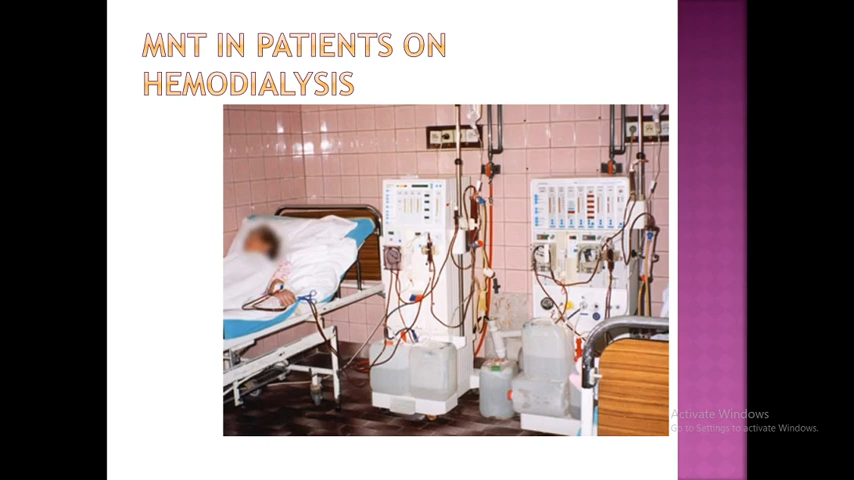 MNT IN PATIENTS ON
HEMODIALYSIS
Activate Windows
Go to Settings to activate Windows.